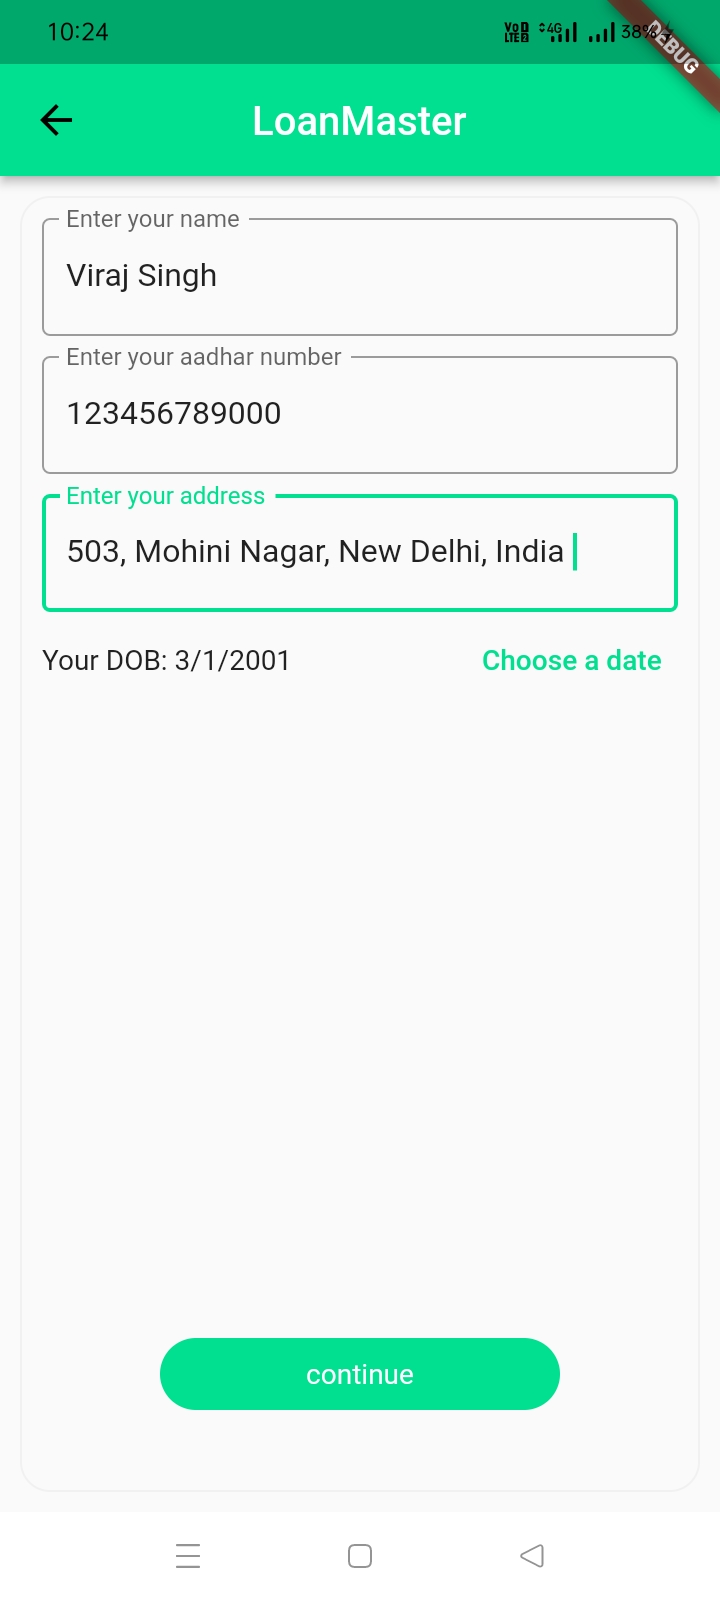 10:24 VoD LTE2 4G 38% DEBUG
LoanMaster
Enter your name
Viraj Singh
Enter your aadhar number
123456789000
Enter your address
503, Mohini Nagar, New Delhi, India
Your DOB: 3/1/2001 Choose a date
continue